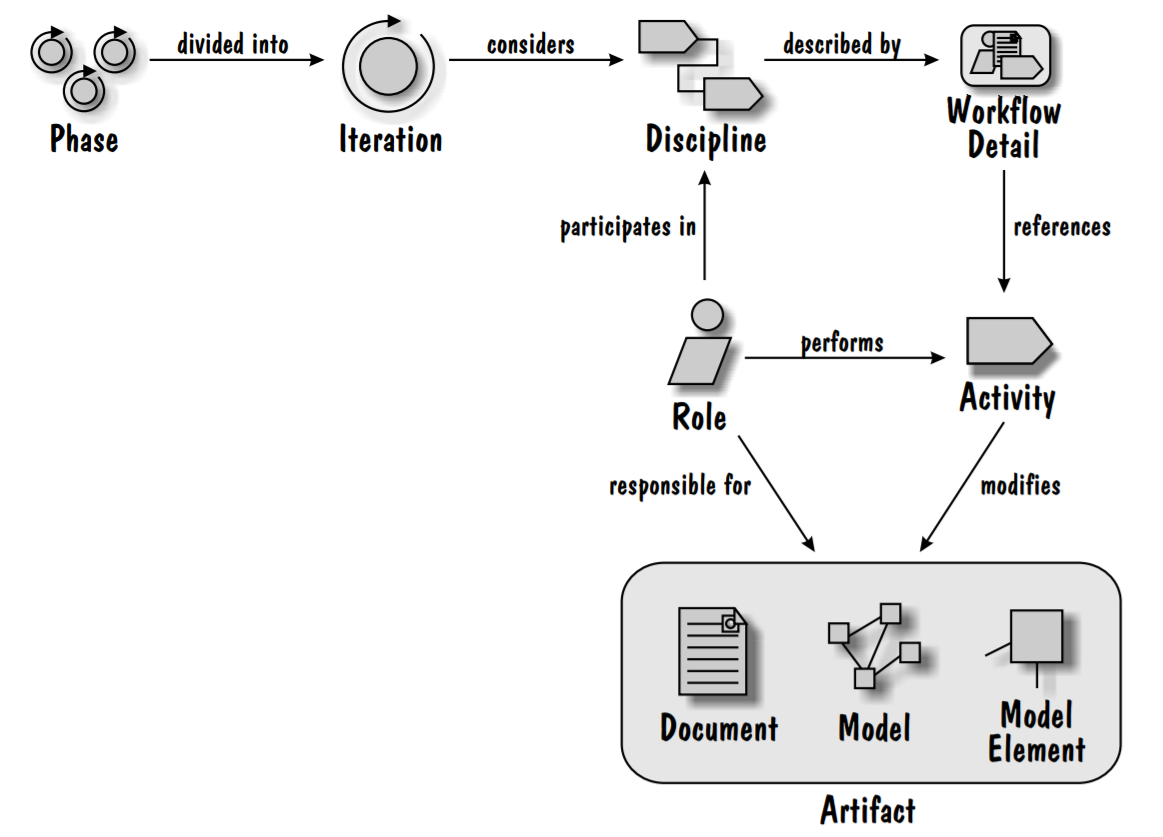 divided into
considers
described by
Phase
Iteration
Discipline
Workflow
Detail
participates in
references
performs
Role
Activity
responsible for
modifies
Document
Model
Model
Element
Artifact